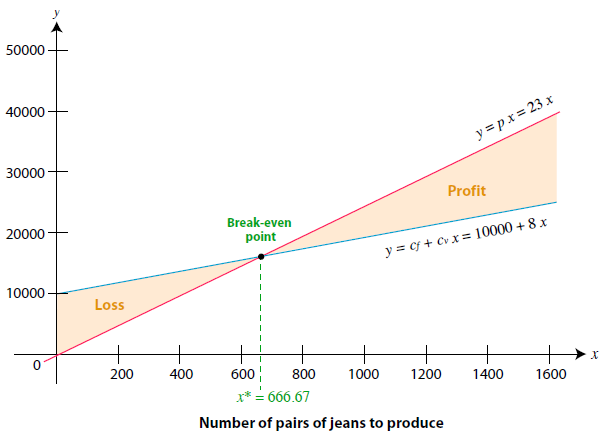 y
50000
40000
30000
20000
10000
0
y = p x = 23 x
Profit
Break-even
point
y = cf + cv x = 10000 + 8 x
Loss
200 400 600 800 1000 1200 1400 1600 x
x* = 666.67
Number of pairs of jeans to produce